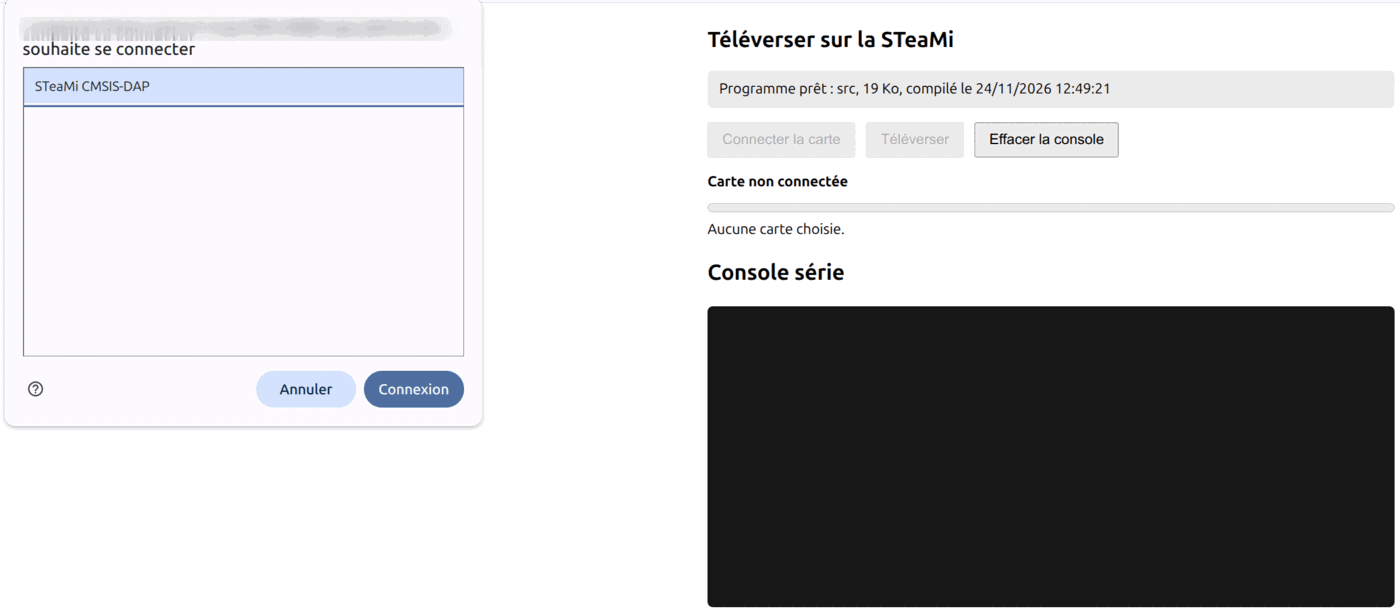 souhaite se connecter
STeaMi CMSIS-DAP
Annuler
Connexion
Téléverser sur la STeaMi
Programme prêt : src, 19 Ko, compilé le 24/11/2026 12:49:21
Connecter la carte
Téléverser
Effacer la console
Carte non connectée
Aucune carte choisie.
Console série